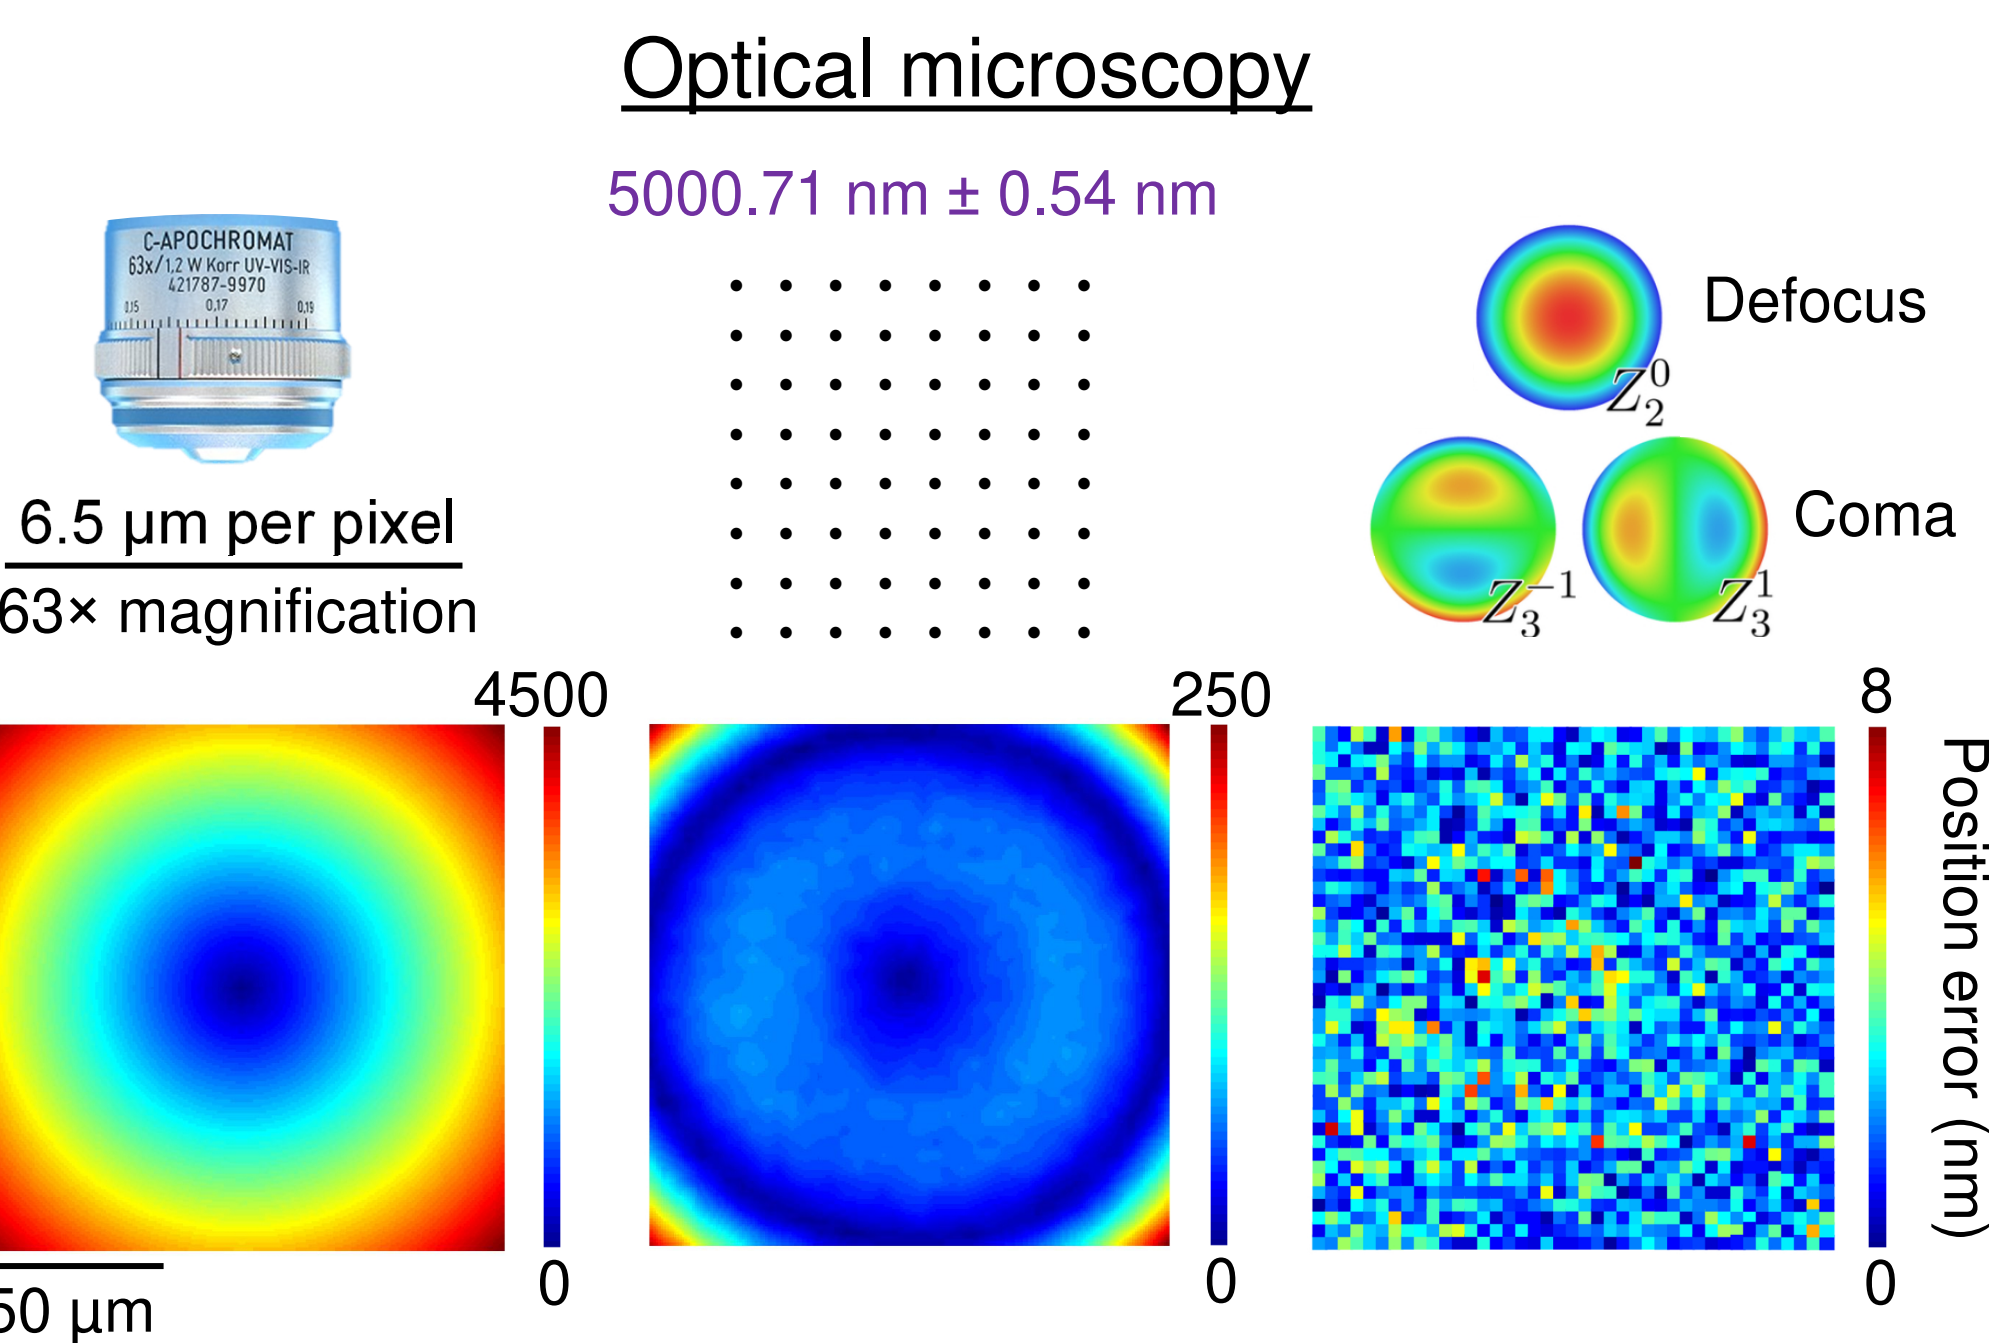 Optical microscopy
5000.71 nm ± 0.54 nm
C-APOCHROMAT
63x/1,2 W Korr UV-VIS-IR
421787-9970
0,15 0,17 0,19
6.5 µm per pixel
63× magnification
Defocus
Z₂⁰
Coma
Z₃⁻¹ Z₃¹
4500
250
8
Position error (nm)
0
0
0
50 µm